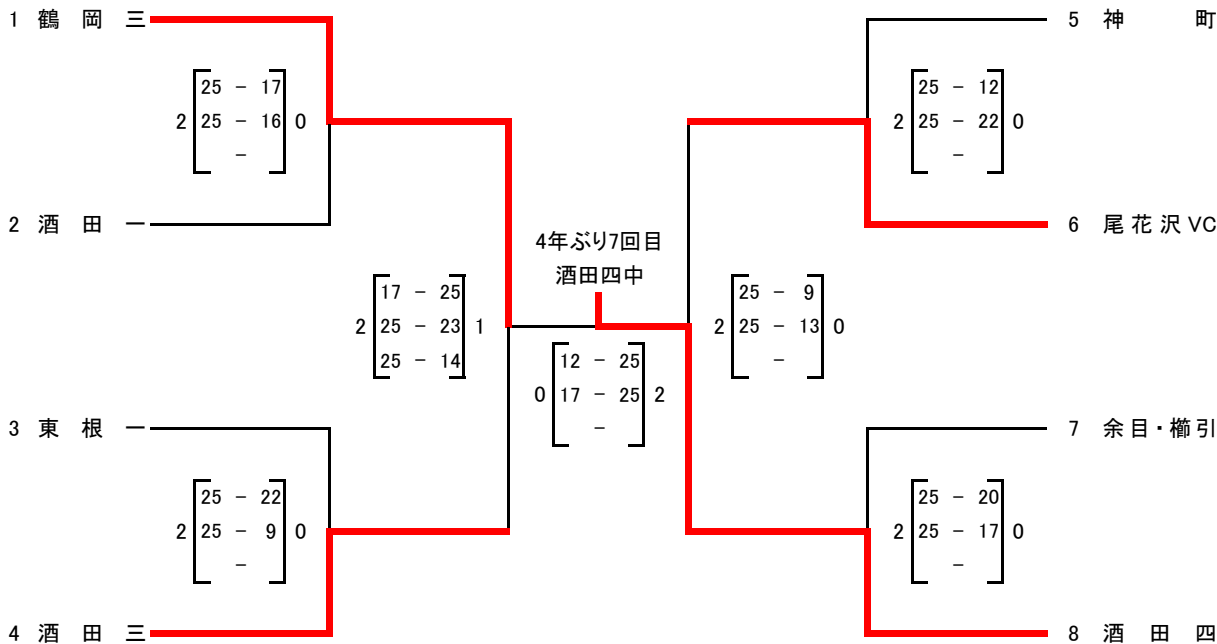 1 鶴 岡 三
5 神 町
25 － 17
2 25 － 16 0
－
25 － 12
2 25 － 22 0
－
2 酒 田 一
6 尾花沢VC
4年ぶり7回目
酒田四中
17 － 25
2 25 － 23 1
25 － 14
25 － 9
2 25 － 13 0
－
12 － 25
0 17 － 25 2
－
3 東 根 一
7 余目・櫛引
25 － 22
2 25 － 9 0
－
25 － 20
2 25 － 17 0
－
4 酒 田 三
8 酒 田 四